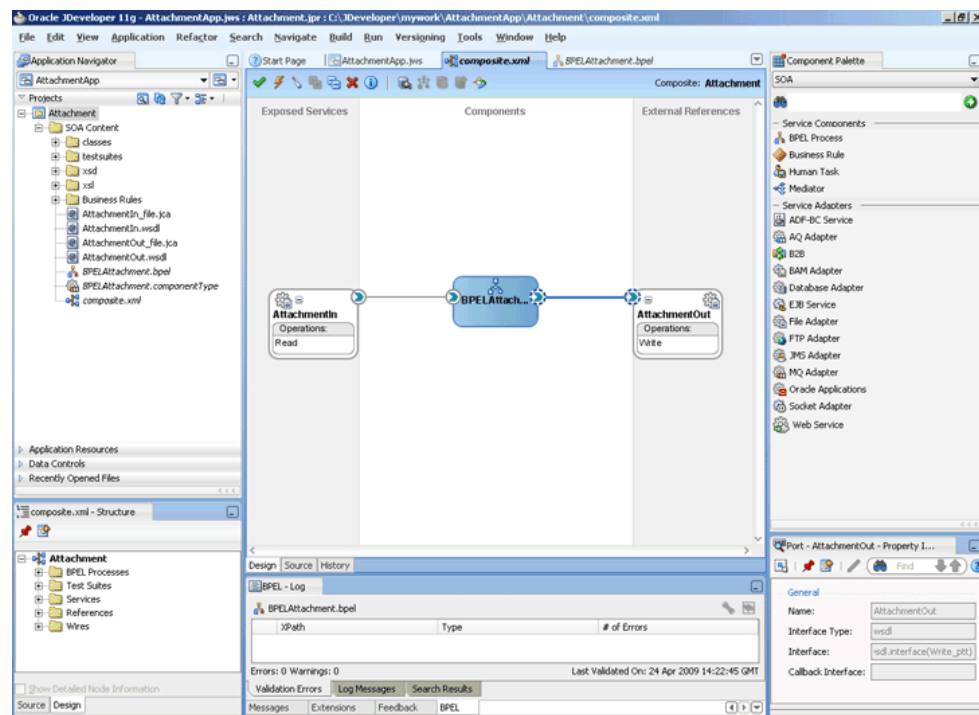 Oracle JDeveloper 11g - AttachmentApp.jws : Attachment.jpr : C:\JDeveloper\mywork\AttachmentApp\Attachment\composite.xml
File Edit View Application Refactor Search Navigate Build Run Versioning Tools Window Help
Application Navigator
AttachmentApp
Projects
Attachment
SOA Content
classes
testsuites
xsd
xsl
Business Rules
AttachmentIn_file.jca
AttachmentIn.wsdl
AttachmentOut_file.jca
AttachmentOut.wsdl
BPELAttachment.bpel
BPELAttachment.componentType
composite.xml
Application Resources
Data Controls
Recently Opened Files
composite.xml - Structure
Attachment
BPEL Processes
Test Suites
Services
References
Wires
Show Detailed Node Information
Source Design
Start Page AttachmentApp.jws composite.xml BPELAttachment.bpel
Composite: Attachment
Exposed Services Components External References
AttachmentIn
Operations:
Read
BPELAttach...
AttachmentOut
Operations:
Write
Design Source History
BPEL - Log
BPELAttachment.bpel
XPath Type # of Errors
Errors: 0 Warnings: 0 Last Validated On: 24 Apr 2009 14:22:45 GMT
Validation Errors Log Messages Search Results
Messages Extensions Feedback BPEL
Component Palette
SOA
Service Components
BPEL Process
Business Rule
Human Task
Mediator
Service Adapters
ADF-BC Service
AQ Adapter
B2B
BAM Adapter
Database Adapter
EJB Service
File Adapter
FTP Adapter
JMS Adapter
MQ Adapter
Oracle Applications
Socket Adapter
Web Service
Port - AttachmentOut - Property I...
Find
General
Name: AttachmentOut
Interface Type: wsdl
Interface: sdl.interface(Write_ptt)
Callback Interface: